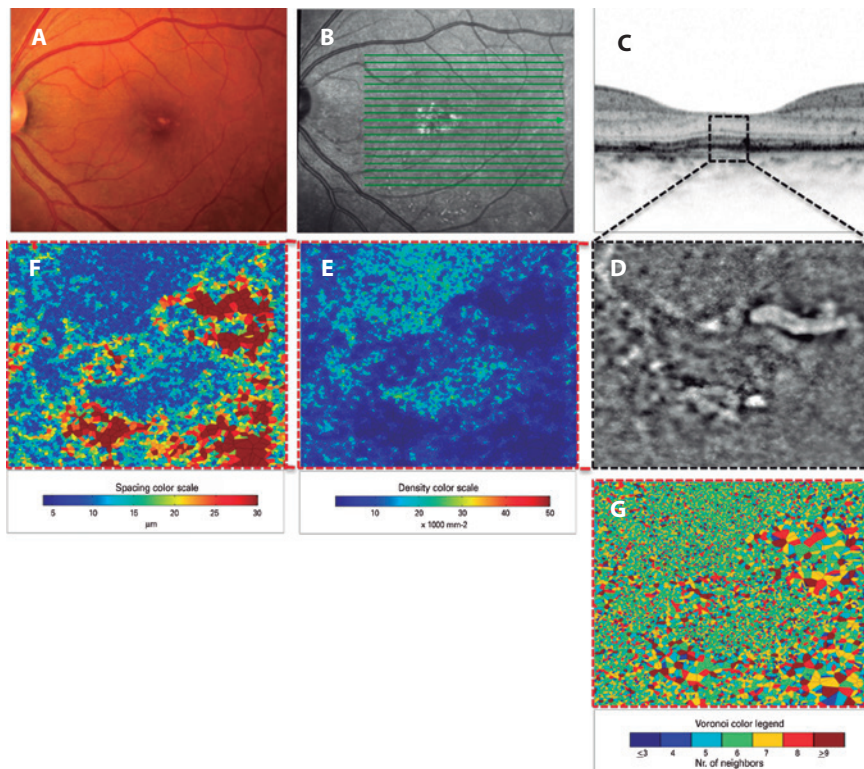 A
B
C
F
E
D
Spacing color scale
5 10 15 20 25 30
µm
Density color scale
10 20 30 40 50
x 1000 mm-2
G
Voronoi color legend
≤3 4 5 6 7 8 ≥9
Nr. of neighbors